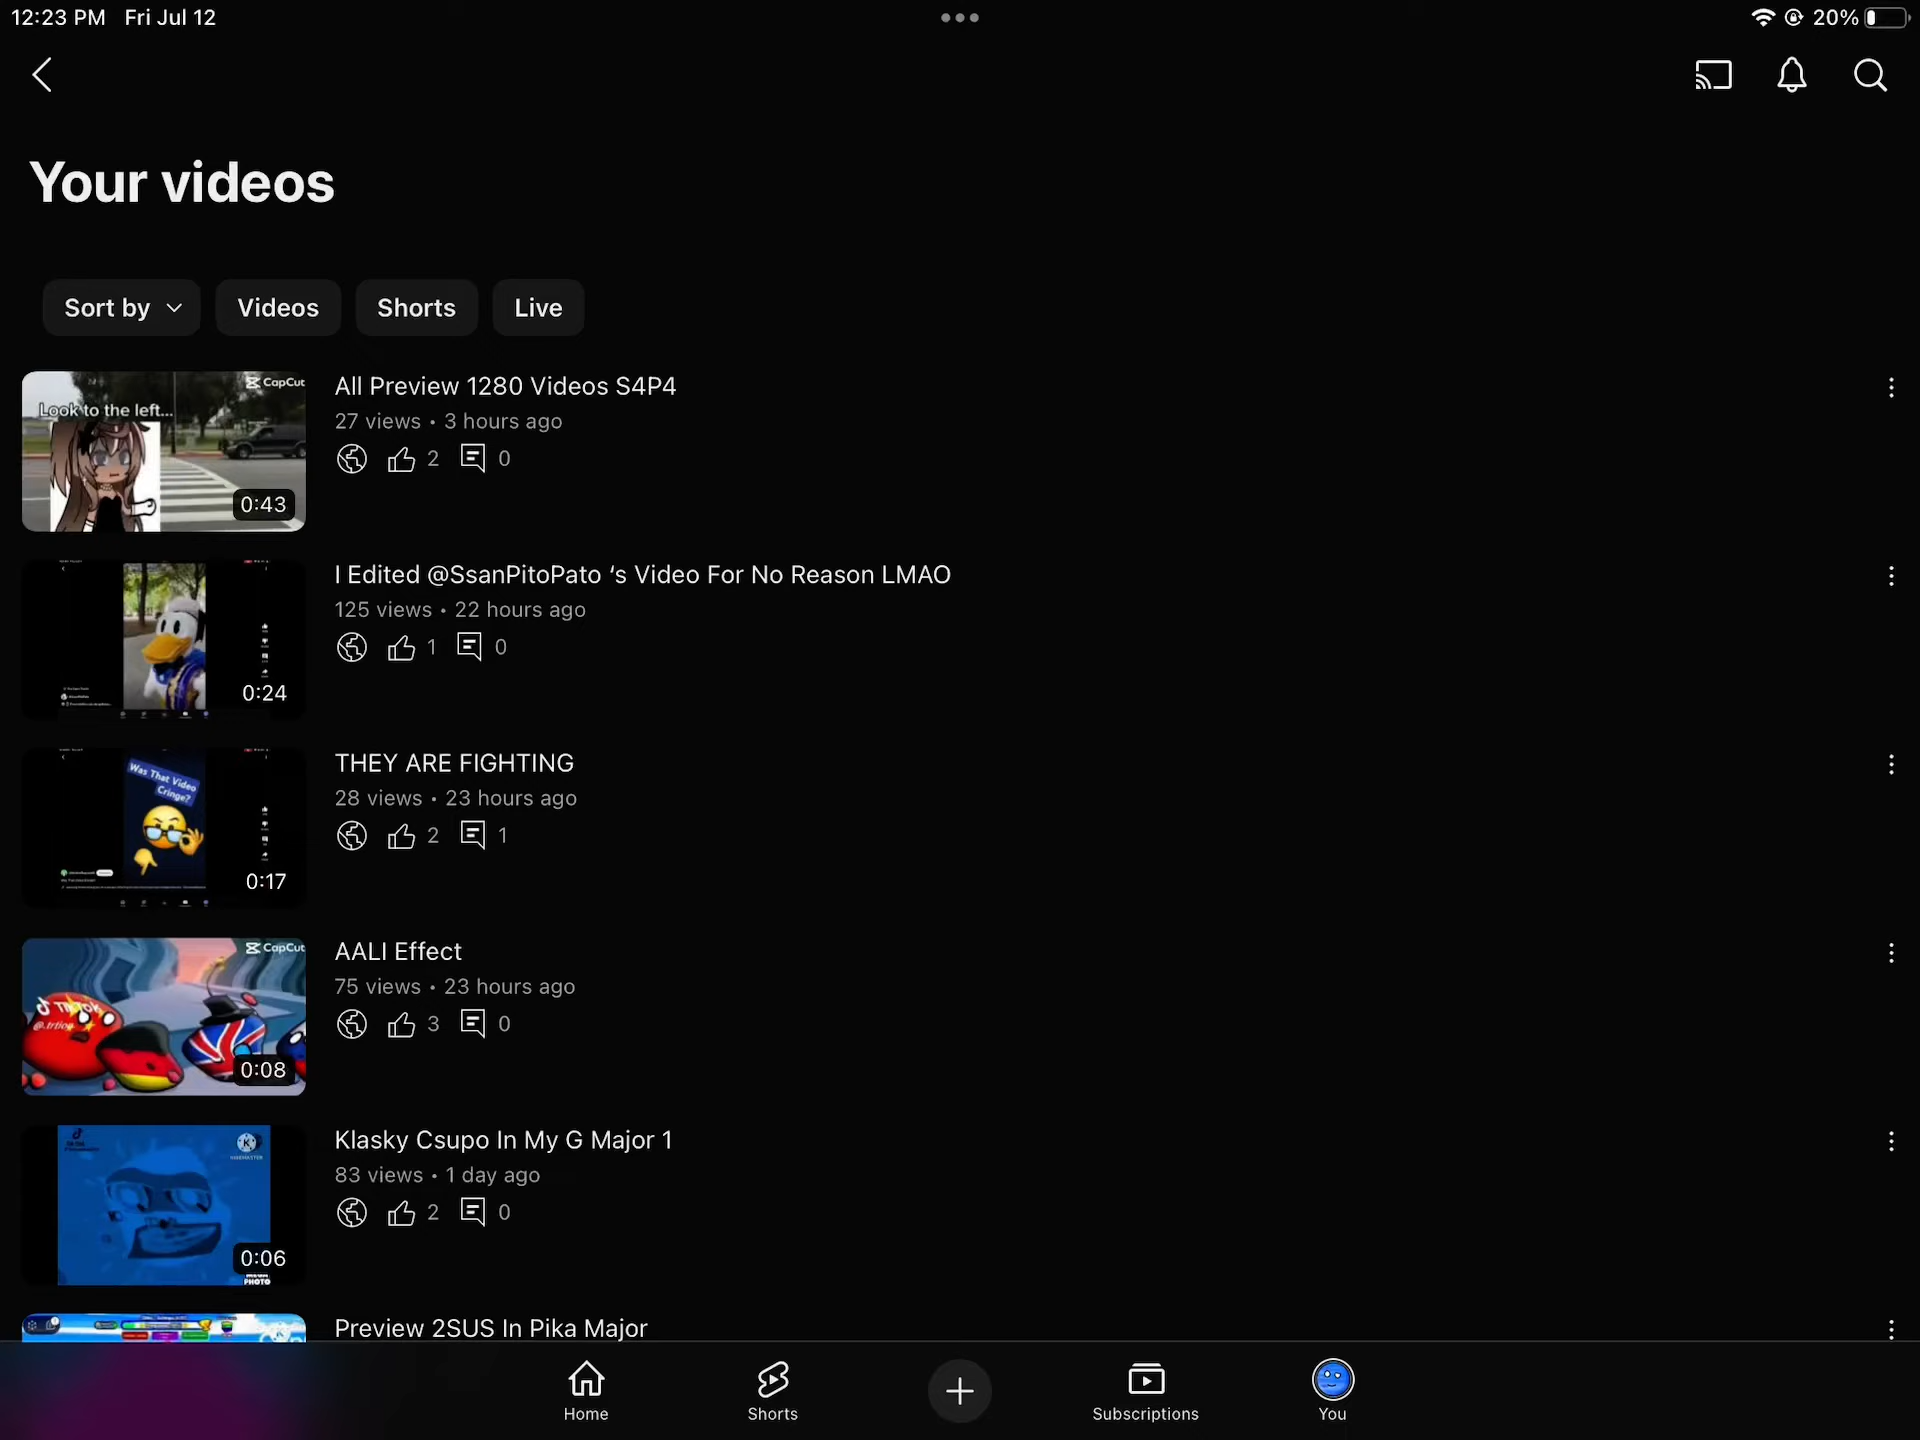 12:23 PM Fri Jul 12
20%
Your videos
Sort by
Videos
Shorts
Live
CapCut
Look to the left...
0:43
All Preview 1280 Videos S4P4
27 views • 3 hours ago
2 0
0:24
I Edited @SsanPitoPato ‘s Video For No Reason LMAO
125 views • 22 hours ago
1 0
Was That Video
Cringe?
0:17
THEY ARE FIGHTING
28 views • 23 hours ago
2 1
CapCut
TikTok
0:08
AALI Effect
75 views • 23 hours ago
3 0
KINEMASTER
0:06
PHOTO
Klasky Csupo In My G Major 1
83 views • 1 day ago
2 0
Preview 2SUS In Pika Major
Home
Shorts
Subscriptions
You